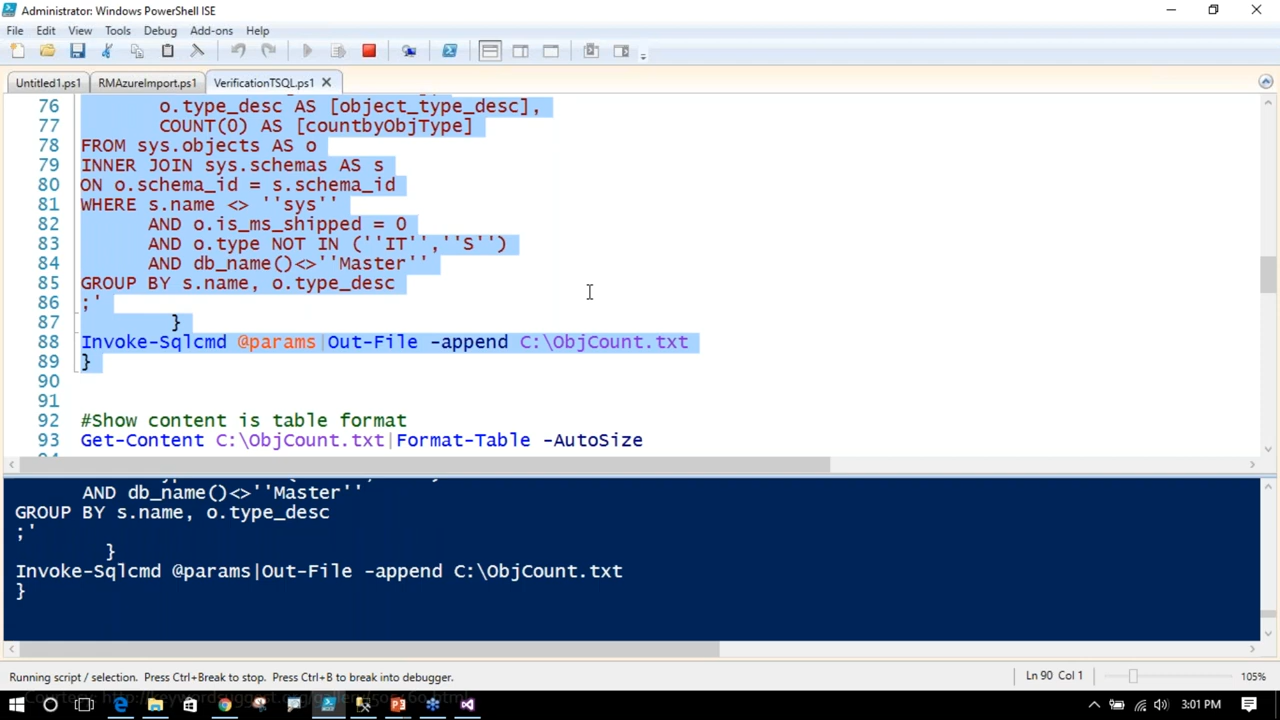 Administrator: Windows PowerShell ISE
File Edit View Tools Debug Add-ons Help
Untitled1.ps1 RMAzureImport.ps1 VerificationTSQL.ps1
76 o.type_desc AS [object_type_desc],
77 COUNT(0) AS [countbyObjType]
78 FROM sys.objects AS o
79 INNER JOIN sys.schemas AS s
80 ON o.schema_id = s.schema_id
81 WHERE s.name <> ''sys''
82 AND o.is_ms_shipped = 0
83 AND o.type NOT IN (''IT'',''S'')
84 AND db_name()<>''Master''
85 GROUP BY s.name, o.type_desc
86 ;'
87 }
88 Invoke-Sqlcmd @params|Out-File -append C:\ObjCount.txt
89 }
90
91
92 #Show content is table format
93 Get-Content C:\ObjCount.txt|Format-Table -AutoSize
AND db_name()<>''Master''
GROUP BY s.name, o.type_desc
;'
}
Invoke-Sqlcmd @params|Out-File -append C:\ObjCount.txt
}
Running script / selection. Press Ctrl+Break to stop. Press Ctrl+B to break into debugger.
Ln 90 Col 1 105%
3:01 PM